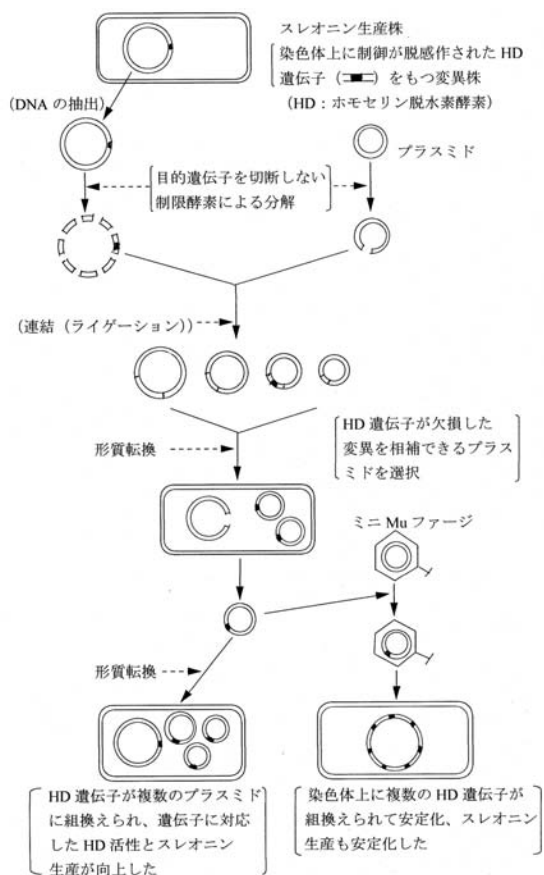 スレオニン生産株
染色体上に制御が脱感作された HD
遺伝子（　）をもつ変異株
（HD：ホモセリン脱水素酵素）
(DNA の抽出)
プラスミド
目的遺伝子を切断しない
制限酵素による分解
(連結（ライゲーション）)
HD 遺伝子が欠損した
変異を相補できるプラス
ミドを選択
形質転換
ミニ Mu ファージ
形質転換
HD 遺伝子が複数のプラスミド
に組換えられ、遺伝子に対応
した HD 活性とスレオニン
生産が向上した
染色体上に複数の HD 遺伝子が
組換えられて安定化、スレオニン
生産も安定化した